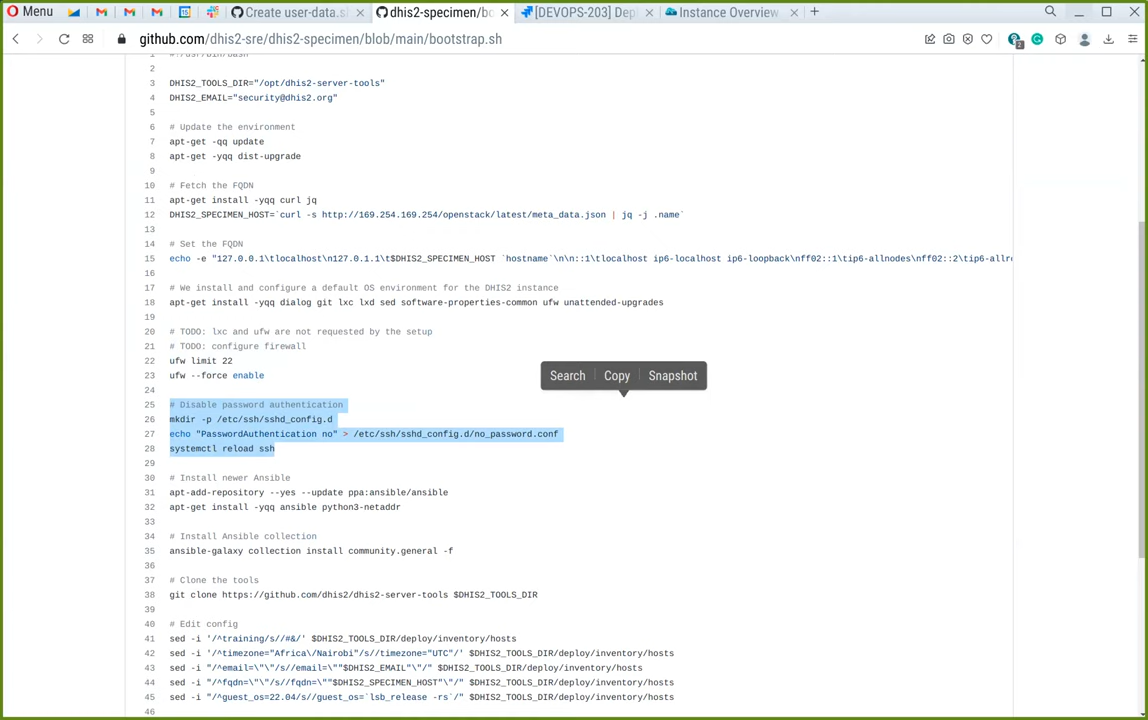 Menu
Create user-data.sh
dhis2-specimen/bo
[DEVOPS-203] Depl
Instance Overview
github.com/dhis2-sre/dhis2-specimen/blob/main/bootstrap.sh
2
1 #!/usr/bin/bash
2
3 DHIS2_TOOLS_DIR="/opt/dhis2-server-tools"
4 DHIS2_EMAIL="security@dhis2.org"
5
6 # Update the environment
7 apt-get -qq update
8 apt-get -yqq dist-upgrade
9
10 # Fetch the FQDN
11 apt-get install -yqq curl jq
12 DHIS2_SPECIMEN_HOST=`curl -s http://169.254.169.254/openstack/latest/meta_data.json | jq -j .name`
13
14 # Set the FQDN
15 echo -e "127.0.0.1\tlocalhost\n127.0.1.1\t$DHIS2_SPECIMEN_HOST `hostname`\n\n::1\tlocalhost ip6-localhost ip6-loopback\nff02::1\tip6-allnodes\nff02::2\tip6-allro
16
17 # We install and configure a default OS environment for the DHIS2 instance
18 apt-get install -yqq dialog git lxc lxd sed software-properties-common ufw unattended-upgrades
19
20 # TODO: lxc and ufw are not requested by the setup
21 # TODO: configure firewall
22 ufw limit 22
23 ufw --force enable
Search Copy Snapshot
24
25 # Disable password authentication
26 mkdir -p /etc/ssh/sshd_config.d
27 echo "PasswordAuthentication no" > /etc/ssh/sshd_config.d/no_password.conf
28 systemctl reload ssh
29
30 # Install newer Ansible
31 apt-add-repository --yes --update ppa:ansible/ansible
32 apt-get install -yqq ansible python3-netaddr
33
34 # Install Ansible collection
35 ansible-galaxy collection install community.general -f
36
37 # Clone the tools
38 git clone https://github.com/dhis2/dhis2-server-tools $DHIS2_TOOLS_DIR
39
40 # Edit config
41 sed -i '/^training/s//#&/' $DHIS2_TOOLS_DIR/deploy/inventory/hosts
42 sed -i '/^timezone="Africa\/Nairobi"/s//timezone="UTC"/' $DHIS2_TOOLS_DIR/deploy/inventory/hosts
43 sed -i "/^email=\"\"/s//email=\""$DHIS2_EMAIL"\"/" $DHIS2_TOOLS_DIR/deploy/inventory/hosts
44 sed -i "/^fqdn=\"\"/s//fqdn=\""$DHIS2_SPECIMEN_HOST"\"/" $DHIS2_TOOLS_DIR/deploy/inventory/hosts
45 sed -i "/^guest_os=22.04/s//guest_os=`lsb_release -rs`/" $DHIS2_TOOLS_DIR/deploy/inventory/hosts
46